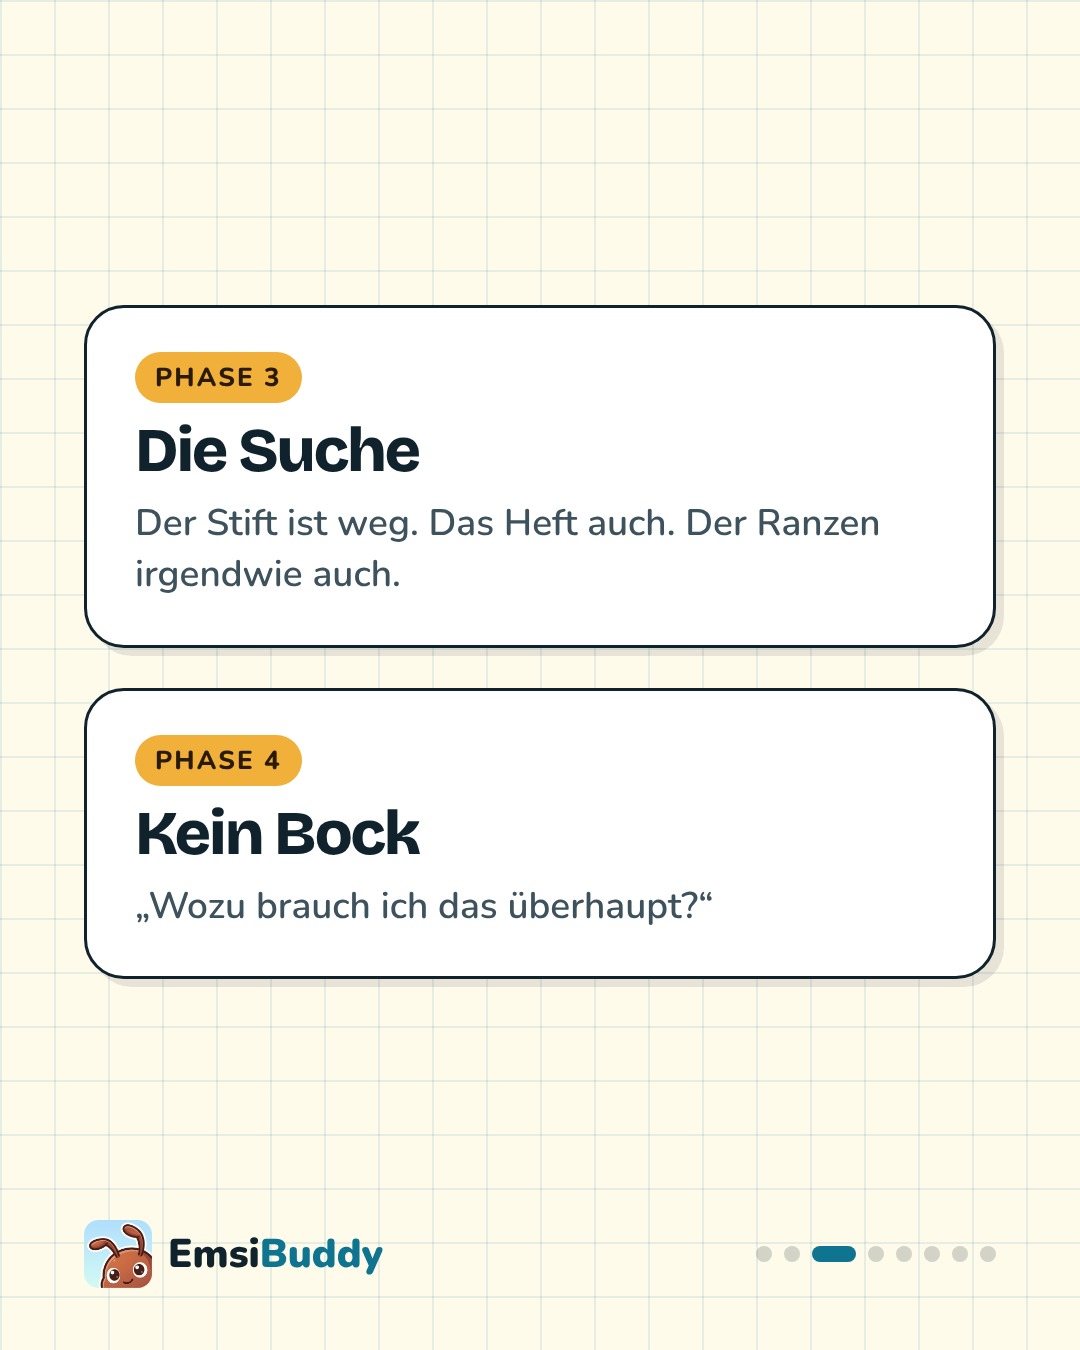 PHASE 3
Die Suche
Der Stift ist weg. Das Heft auch. Der Ranzen
irgendwie auch.
PHASE 4
Kein Bock
„Wozu brauch ich das überhaupt?“
EmsiBuddy